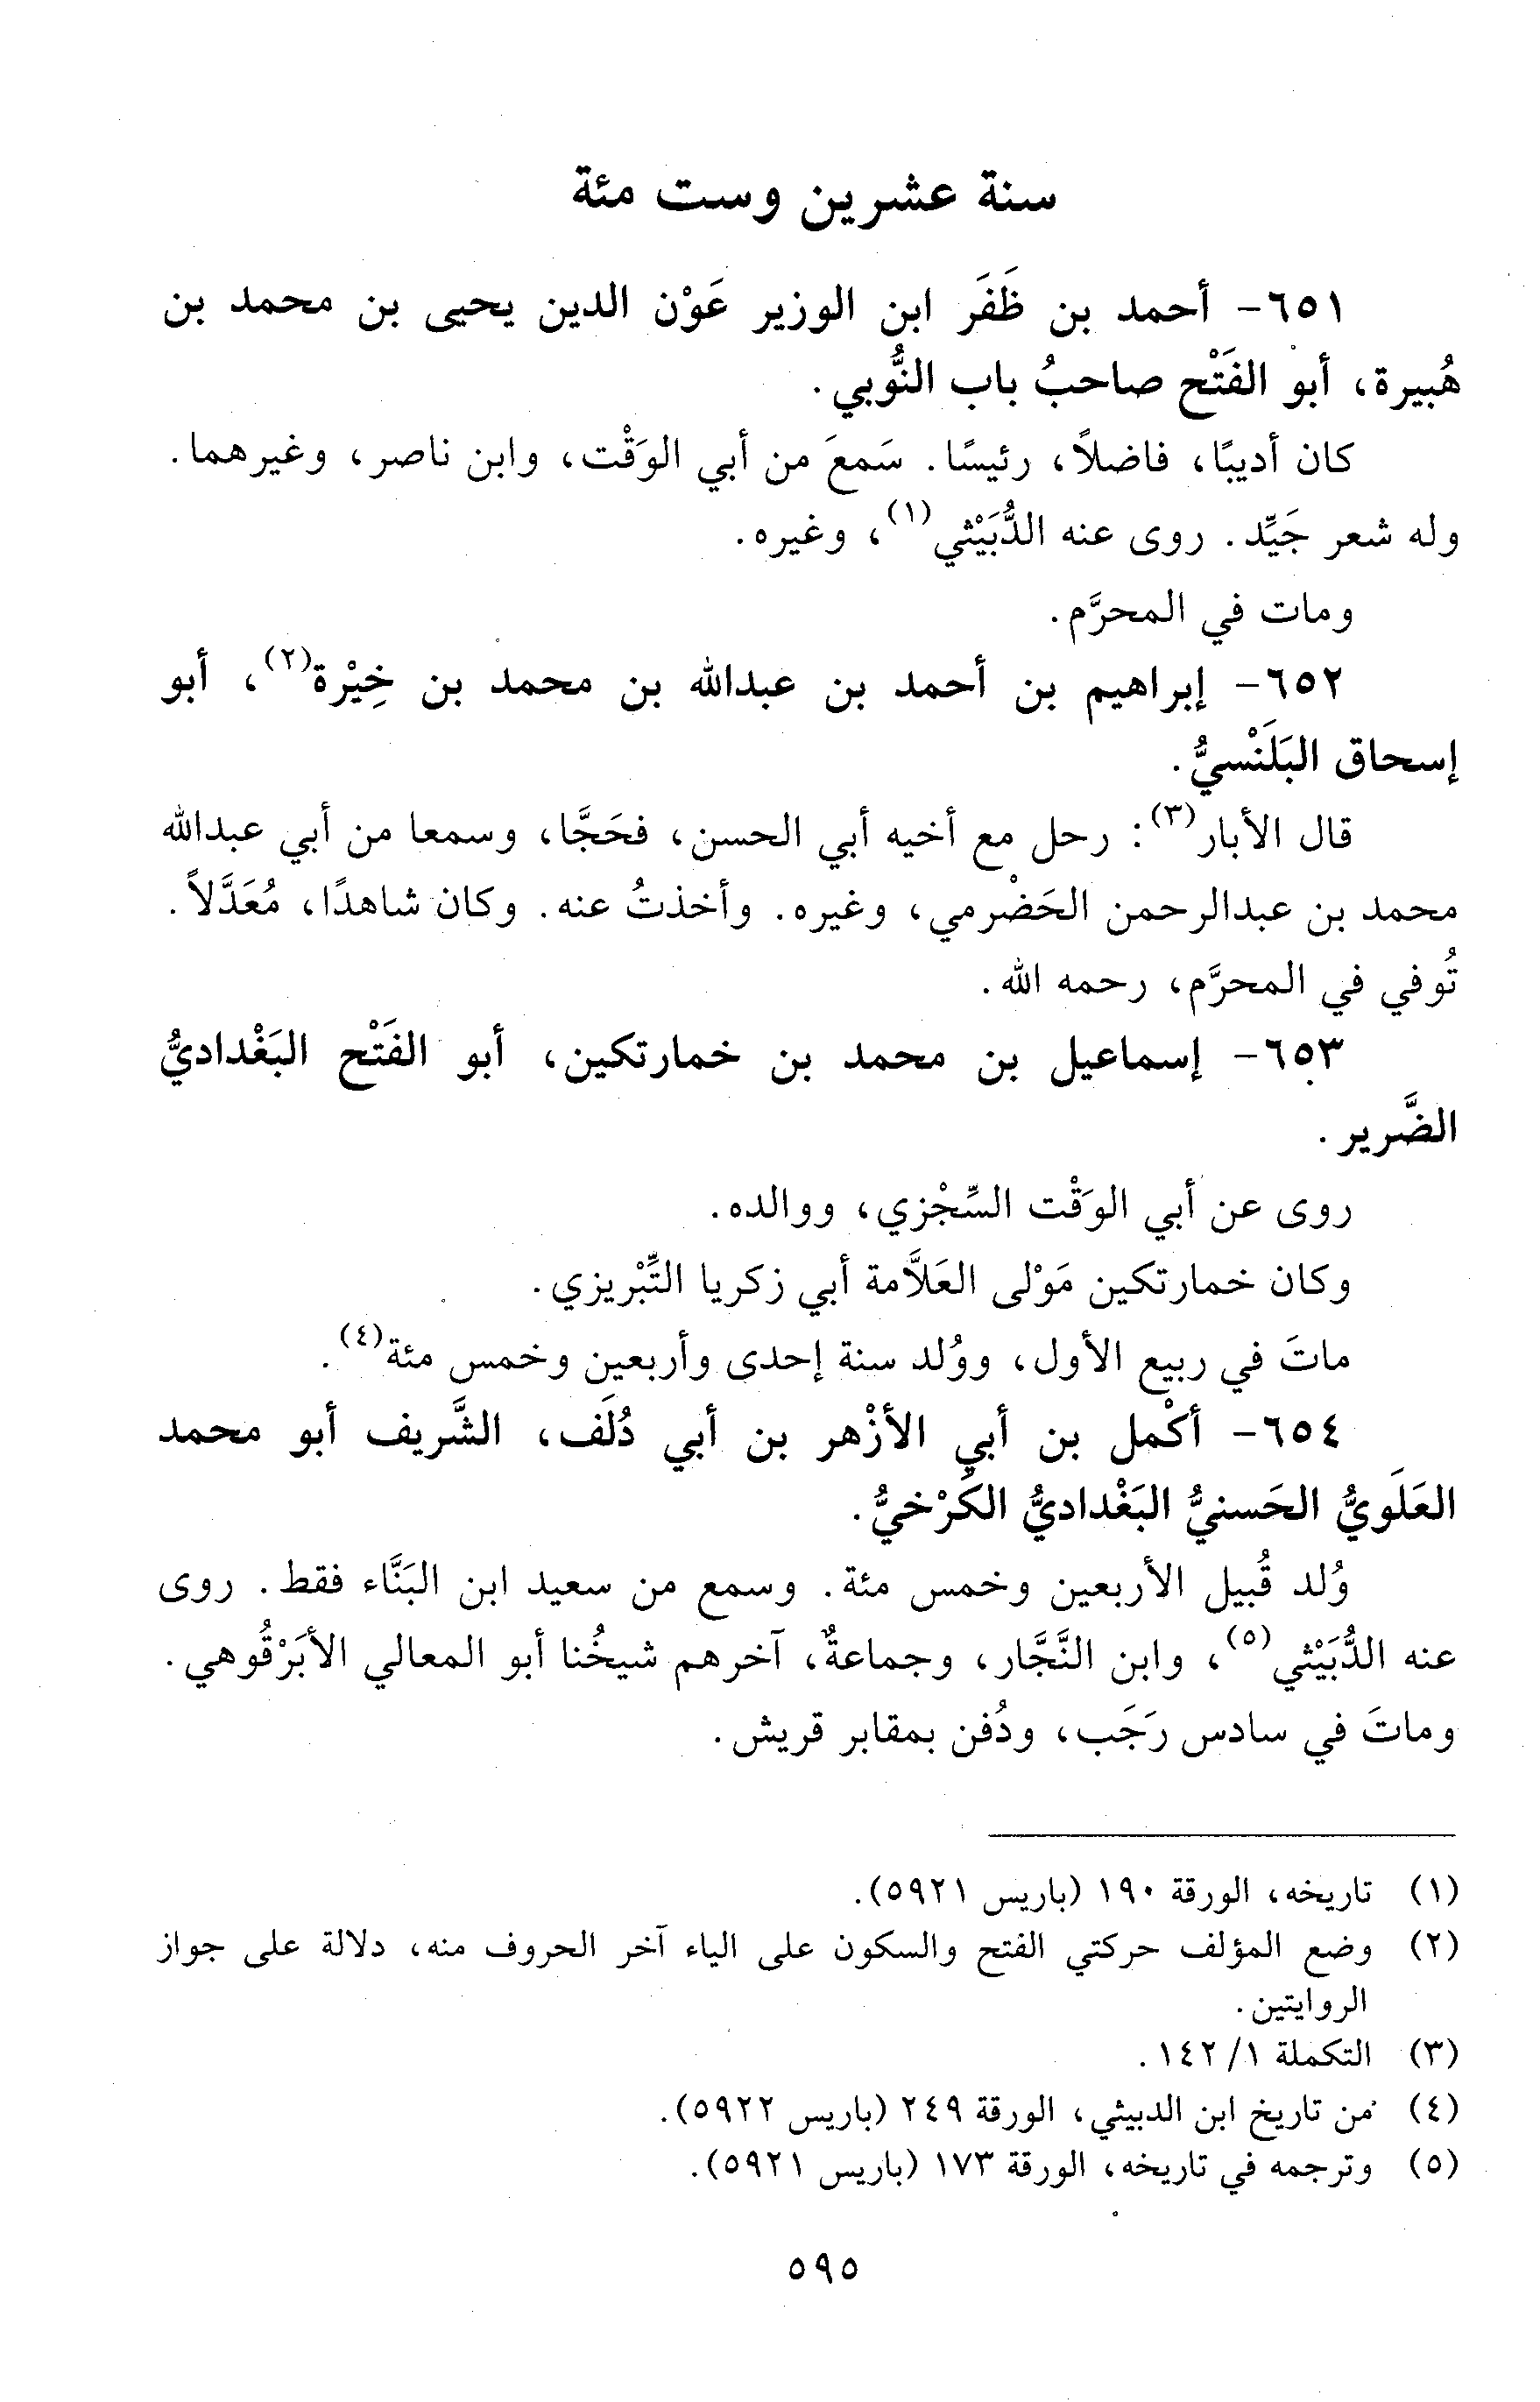 سنة عشرين وست مئة
٦٥١- أحمد بن ظَفَر ابن الوزير عَوْن الدين يحيى بن محمد بن
هُبيرة، أبو الفَتْح صاحبُ باب النُّوبي.
كان أديبًا، فاضلاً، رئيسًا. سَمعَ من أبي الوَقْت، وابن ناصر، وغيرهما.
وله شعر جَيِّد. روى عنه الدُّبَيْثي(١)، وغيره.
ومات في المحرَّم.
٦٥٢- إبراهيم بن أحمد بن عبدالله بن محمد بن خِيْرة(٢)، أبو
إسحاق البَلَنْسيُّ.
قال الأبار(٣): رحل مع أخيه أبي الحسن، فحَجَّا، وسمعا من أبي عبدالله
محمد بن عبدالرحمن الحَضْرمي، وغيره. وأخذتُ عنه. وكان شاهدًا، مُعَدَّلاً.
تُوفي في المحرَّم، رحمه الله.
٦٥٣- إسماعيل بن محمد بن خمارتكين، أبو الفَتْح البَغْداديُّ
الضَّرير.
روى عن أبي الوَقْت السِّجْزي، ووالده.
وكان خمارتكين مَوْلى العَلاَّمة أبي زكريا التِّبْريزي.
ماتَ في ربيع الأول، ووُلد سنة إحدى وأربعين وخمس مئة(٤).
٦٥٤- أكْمل بن أبي الأزْهر بن أبي دُلَف، الشَّريف أبو محمد
العَلَويُّ الحَسنيُّ البَغْداديُّ الكَرْخيُّ.
وُلد قُبيل الأربعين وخمس مئة. وسمع من سعيد ابن البَنَّاء فقط. روى
عنه الدُّبَيْثي(٥)، وابن النَّجَّار، وجماعةٌ، آخرهم شيخُنا أبو المعالي الأبَرْقُوهي.
وماتَ في سادس رَجَب، ودُفن بمقابر قريش.
(١) تاريخه، الورقة ١٩٠ (باريس ٥٩٢١).
(٢) وضع المؤلف حركتي الفتح والسكون على الياء آخر الحروف منه، دلالة على جواز
الروايتين.
(٣) التكملة ١/ ١٤٢.
(٤) من تاريخ ابن الدبيثي، الورقة ٢٤٩ (باريس ٥٩٢٢).
(٥) وترجمه في تاريخه، الورقة ١٧٣ (باريس ٥٩٢١).
٥٩٥